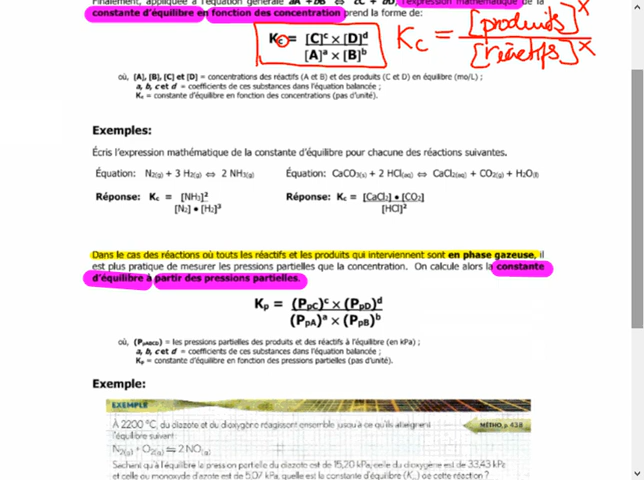 Finalement, appliquée à l'équation générale aA + bB ⇔ cC + dD, l'expression mathématique de la
constante d'équilibre en fonction des concentrations prend la forme de:
Kc = [C]ᶜ × [D]ᵈ
[A]ᵃ × [B]ᵇ
Kc = [produits]ˣ
[réactifs]ˣ
où, [A], [B], [C] et [D] = concentrations des réactifs (A et B) et des produits (C et D) en équilibre (mo/L) ;
a, b, c et d = coefficients de ces substances dans l'équation balancée ;
Kc = constante d'équilibre en fonction des concentrations (pas d'unité).
Exemples:
Écris l'expression mathématique de la constante d'équilibre pour chacune des réactions suivantes.
Équation: N₂(g) + 3 H₂(g) ⇔ 2 NH₃(g) Équation: CaCO₃(s) + 2 HCl(aq) ⇔ CaCl₂(aq) + CO₂(g) + H₂O(l)
Réponse: Kc = [NH₃]² Réponse: Kc = [CaCl₂] • [CO₂]
[N₂] • [H₂]³ [HCl]²
Dans le cas des réactions où touts les réactifs et les produits qui interviennent sont en phase gazeuse, il
est plus pratique de mesurer les pressions partielles que la concentration. On calcule alors la constante
d'équilibre à partir des pressions partielles.
Kp = (PpC)ᶜ × (PpD)ᵈ
(PpA)ᵃ × (PpB)ᵇ
où, (PpABCD) = les pressions partielles des produits et des réactifs à l'équilibre (en kPa) ;
a, b, c et d = coefficients de ces substances dans l'équation balancée ;
Kp = constante d'équilibre en fonction des pressions partielles (pas d'unité).
Exemple:
EXEMPLE
MÉTHO, p. 438
À 2200 °C, du diazote et du dioxygène réagissent ensemble jusqu'à ce qu'ils atteignent
l'équilibre suivant :
N₂(g) + O₂(g) ⇌ 2 NO(g)
Sachant qu'à l'équilibre la pression partielle du diazote est de 15,20 kPa, celle du dioxygène est de 33,43 kPa
et celle du monoxyde d'azote est de 5,07 kPa, quelle est la constante d'équilibre (Kc) de cette réaction ?